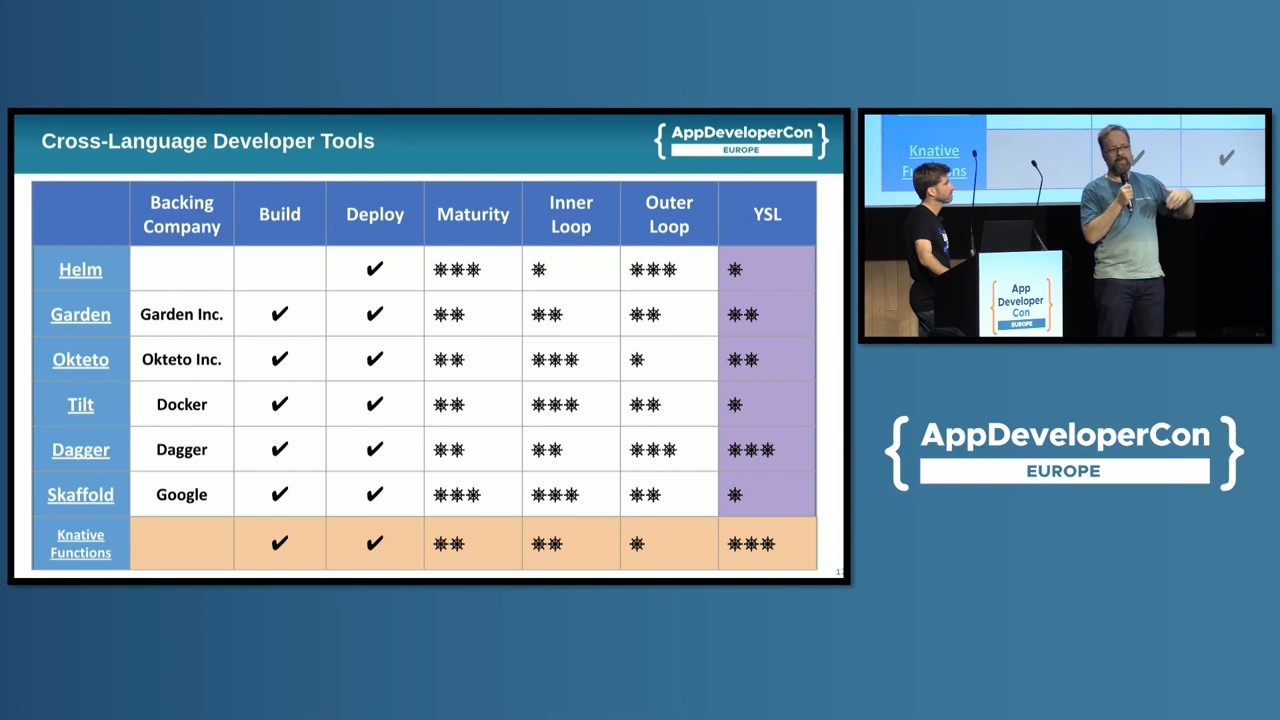 Cross-Language Developer Tools
{ AppDeveloperCon }
EUROPE
Backing Company Build Deploy Maturity Inner Loop Outer Loop YSL
Helm ✔ ⎈⎈⎈ ⎈ ⎈⎈⎈ ⎈
Garden Garden Inc. ✔ ✔ ⎈⎈ ⎈⎈ ⎈⎈ ⎈⎈
Okteto Okteto Inc. ✔ ✔ ⎈⎈ ⎈⎈⎈ ⎈ ⎈⎈
Tilt Docker ✔ ✔ ⎈⎈ ⎈⎈⎈ ⎈⎈ ⎈
Dagger Dagger ✔ ✔ ⎈⎈ ⎈⎈ ⎈⎈⎈ ⎈⎈⎈
Skaffold Google ✔ ✔ ⎈⎈⎈ ⎈⎈⎈ ⎈⎈ ⎈
Knative Functions ✔ ✔ ⎈⎈ ⎈⎈ ⎈ ⎈⎈⎈
Knative
✔ ✔
App
Developer
Con
EUROPE
{ AppDeveloperCon }
EUROPE